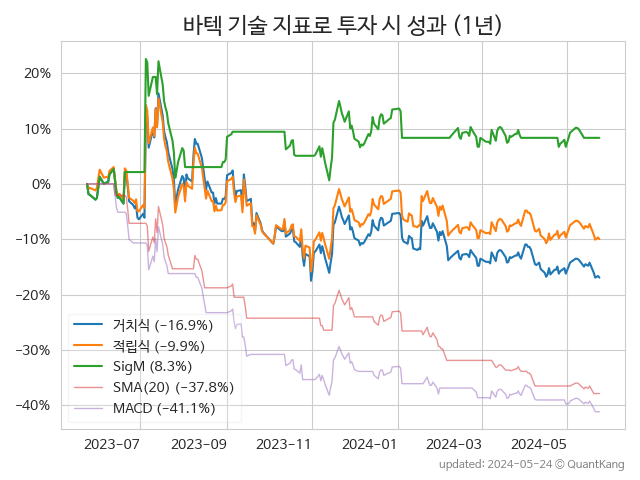 바텍 기술 지표로 투자 시 성과 (1년)
20%
10%
0%
−10%
−20%
−30%
−40%
거치식 (−16.9%)
적립식 (−9.9%)
SigM (8.3%)
SMA(20) (−37.8%)
MACD (−41.1%)
2023-07
2023-09
2023-11
2024-01
2024-03
2024-05
updated: 2024-05-24 © QuantKang